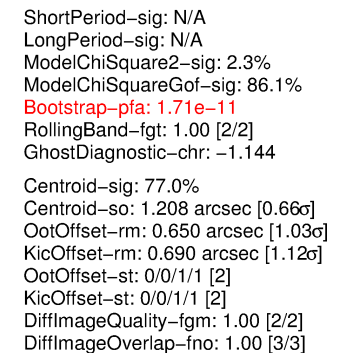 ShortPeriod−sig: N/A
LongPeriod−sig: N/A
ModelChiSquare2−sig: 2.3%
ModelChiSquareGof−sig: 86.1%
Bootstrap−pfa: 1.71e−11
RollingBand−fgt: 1.00 [2/2]
GhostDiagnostic−chr: −1.144
Centroid−sig: 77.0%
Centroid−so: 1.208 arcsec [0.66σ]
OotOffset−rm: 0.650 arcsec [1.03σ]
KicOffset−rm: 0.690 arcsec [1.12σ]
OotOffset−st: 0/0/1/1 [2]
KicOffset−st: 0/0/1/1 [2]
DiffImageQuality−fgm: 1.00 [2/2]
DiffImageOverlap−fno: 1.00 [3/3]